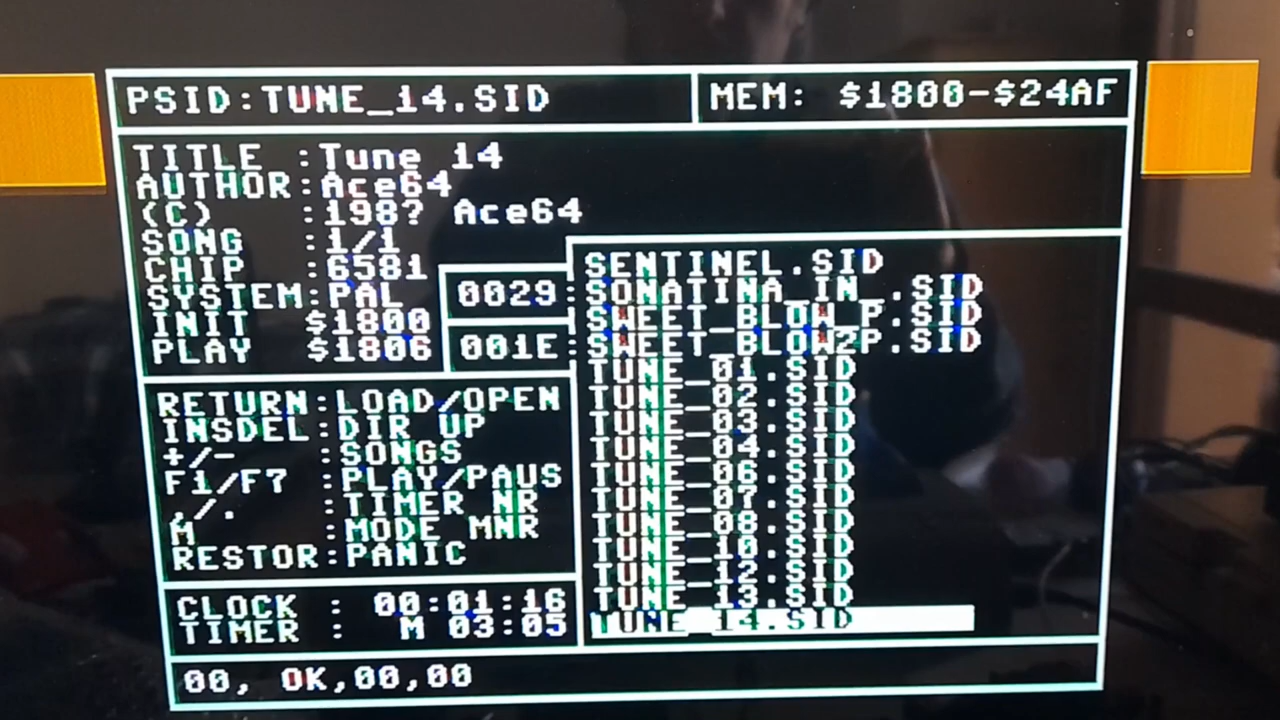 PSID:TUNE_14.SID
MEM: $1800-$24AF
TITLE :Tune 14
AUTHOR:Ace64
(C) :198? Ace64
SONG :1/1
CHIP :6581
SYSTEM:PAL
INIT $1800
PLAY $1806
0029:
001E:
SENTINEL.SID
SONATINA_IN_.SID
SWEET_BLOW_P.SID
SWEET_BLOW2P.SID
TUNE_01.SID
TUNE_02.SID
TUNE_03.SID
TUNE_04.SID
TUNE_06.SID
TUNE_07.SID
TUNE_08.SID
TUNE_10.SID
TUNE_12.SID
TUNE_13.SID
TUNE_14.SID
RETURN:LOAD/OPEN
INSDEL:DIR UP
+/- :SONGS
F1/F7 :PLAY/PAUS
,/. :TIMER NR
M :MODE MNR
RESTOR:PANIC
CLOCK : 00:01:16
TIMER : M 03:05
00, OK,00,00